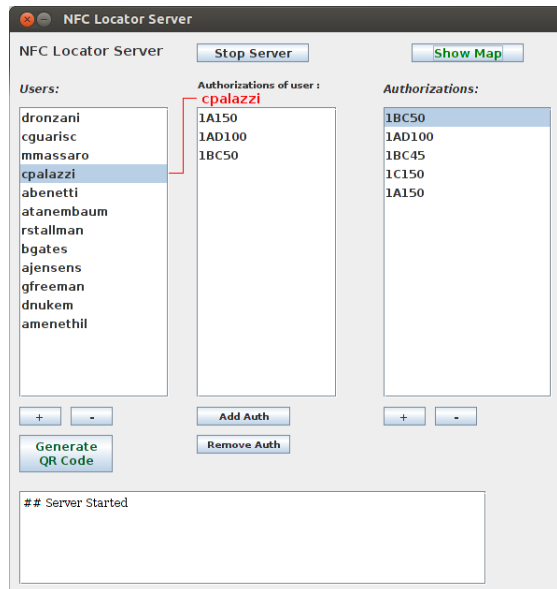 NFC Locator Server
NFC Locator Server
Stop Server
Show Map
Users:
Authorizations of user :
cpalazzi
Authorizations:
dronzani
cguarisc
mmassaro
cpalazzi
abenetti
atanembaum
rstallman
bgates
ajensens
gfreeman
dnukem
amenethil
1A150
1AD100
1BC50
1BC50
1AD100
1BC45
1C150
1A150
+
-
Add Auth
+
-
Generate
QR Code
Remove Auth
## Server Started